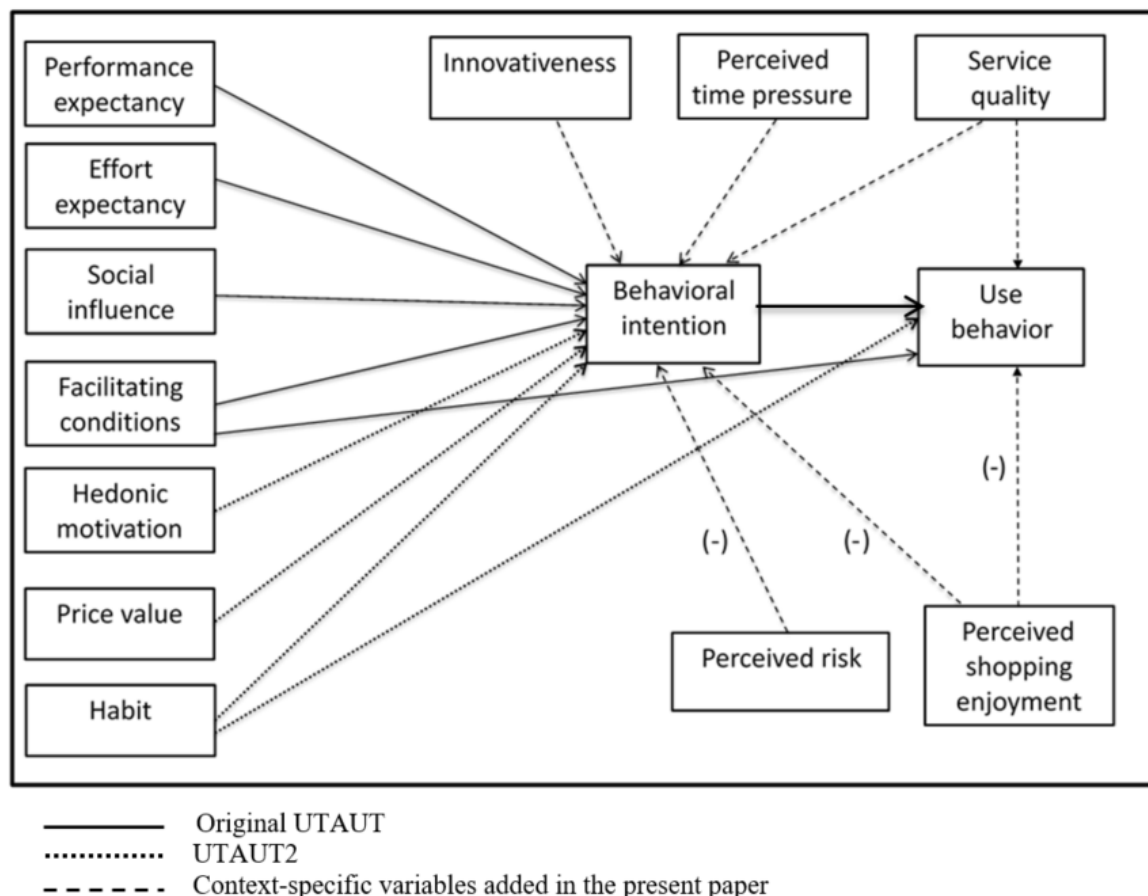 Performance
expectancy
Effort
expectancy
Social
influence
Facilitating
conditions
Hedonic
motivation
Price value
Habit
Innovativeness
Perceived
time pressure
Service
quality
Behavioral
intention
Use
behavior
(-)
(-)
(-)
Perceived risk
Perceived
shopping
enjoyment
Original UTAUT
UTAUT2
Context-specific variables added in the present paper